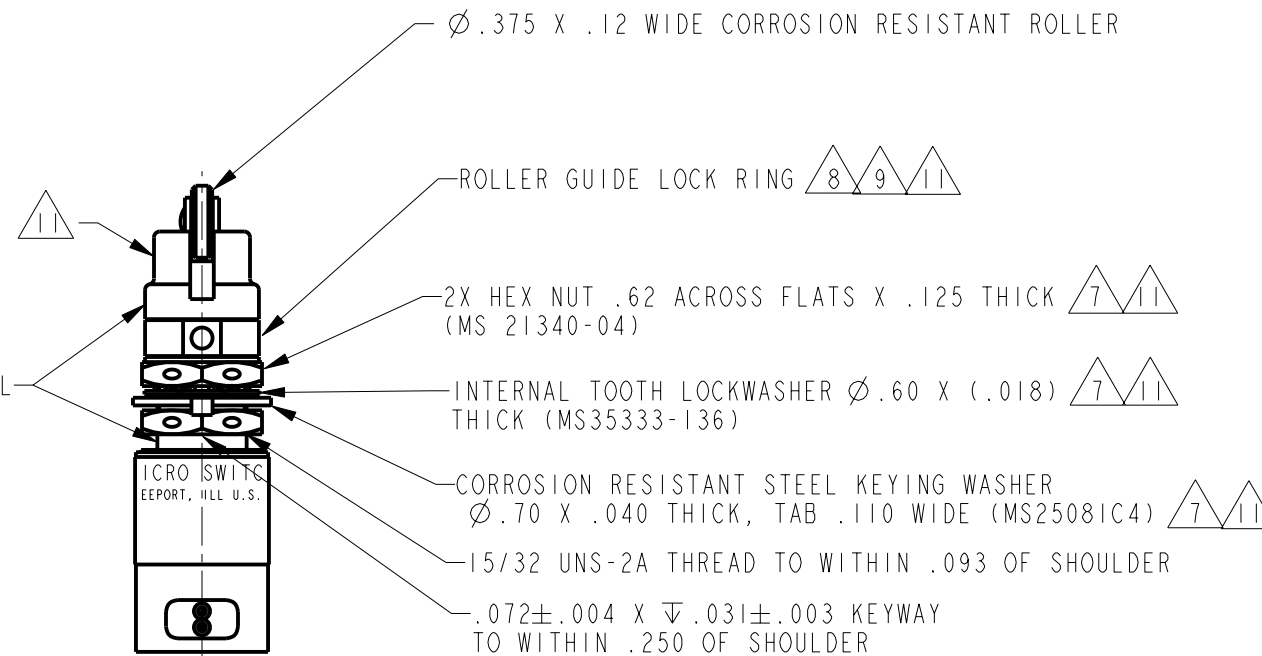 Ø.375 X .12 WIDE CORROSION RESISTANT ROLLER
ROLLER GUIDE LOCK RING 8 9 11
11
2X HEX NUT .62 ACROSS FLATS X .125 THICK 7 11
(MS 21340-04)
L
INTERNAL TOOTH LOCKWASHER Ø.60 X (.018) 7 11
THICK (MS35333-136)
ICRO SWITC
EEPORT, ILL U.S.
CORROSION RESISTANT STEEL KEYING WASHER
Ø.70 X .040 THICK, TAB .110 WIDE (MS25081C4) 7 11
15/32 UNS-2A THREAD TO WITHIN .093 OF SHOULDER
.072±.004 X ↧.031±.003 KEYWAY
TO WITHIN .250 OF SHOULDER